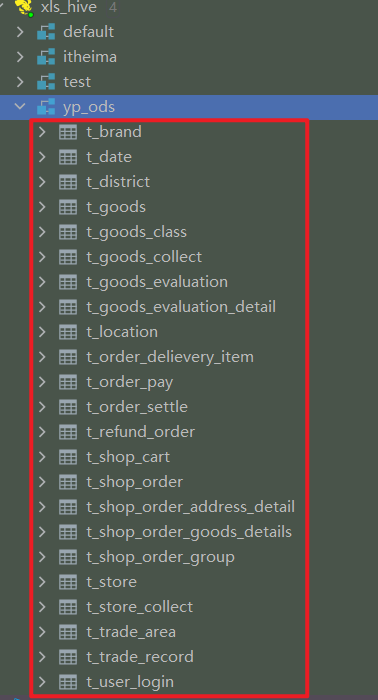 xls_hive 4
default
itheima
test
yp_ods
t_brand
t_date
t_district
t_goods
t_goods_class
t_goods_collect
t_goods_evaluation
t_goods_evaluation_detail
t_location
t_order_delievery_item
t_order_pay
t_order_settle
t_refund_order
t_shop_cart
t_shop_order
t_shop_order_address_detail
t_shop_order_goods_details
t_shop_order_group
t_store
t_store_collect
t_trade_area
t_trade_record
t_user_login